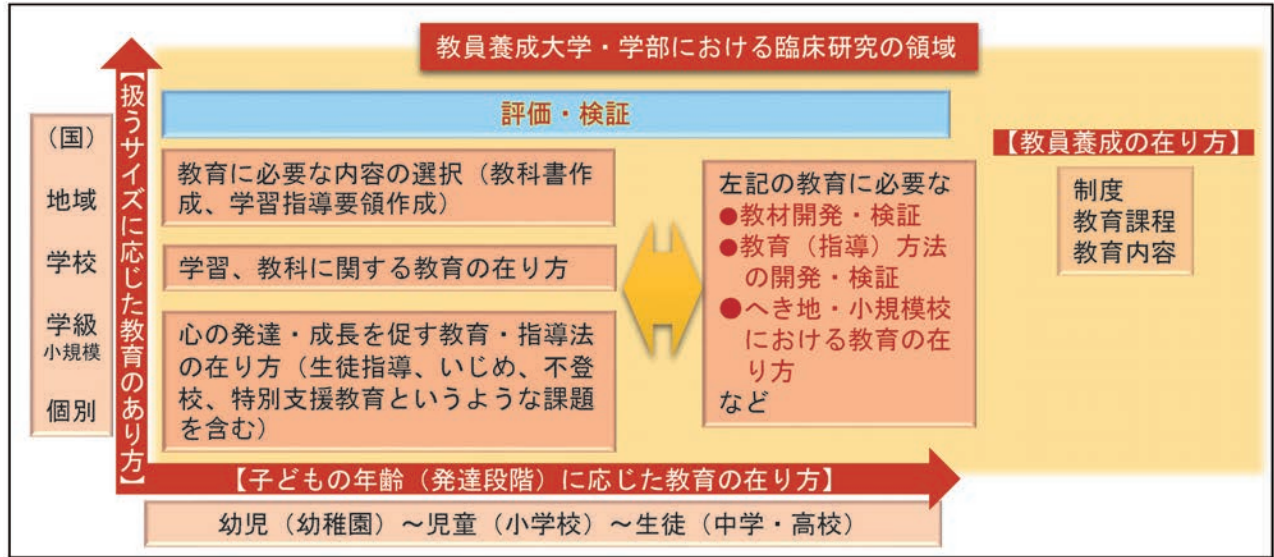 教員養成大学・学部における臨床研究の領域
【扱うサイズに応じた教育のあり方】
(国)
地域
学校
学級
小規模
個別
評価・検証
教育に必要な内容の選択（教科書作
成、学習指導要領作成）
学習、教科に関する教育の在り方
心の発達・成長を促す教育・指導法
の在り方（生徒指導、いじめ、不登
校、特別支援教育というような課題
を含む）
左記の教育に必要な
●教材開発・検証
●教育（指導）方法
の開発・検証
●へき地・小規模校
における教育の在
り方
など
【教員養成の在り方】
制度
教育課程
教育内容
【子どもの年齢（発達段階）に応じた教育の在り方】
幼児（幼稚園）～児童（小学校）～生徒（中学・高校）